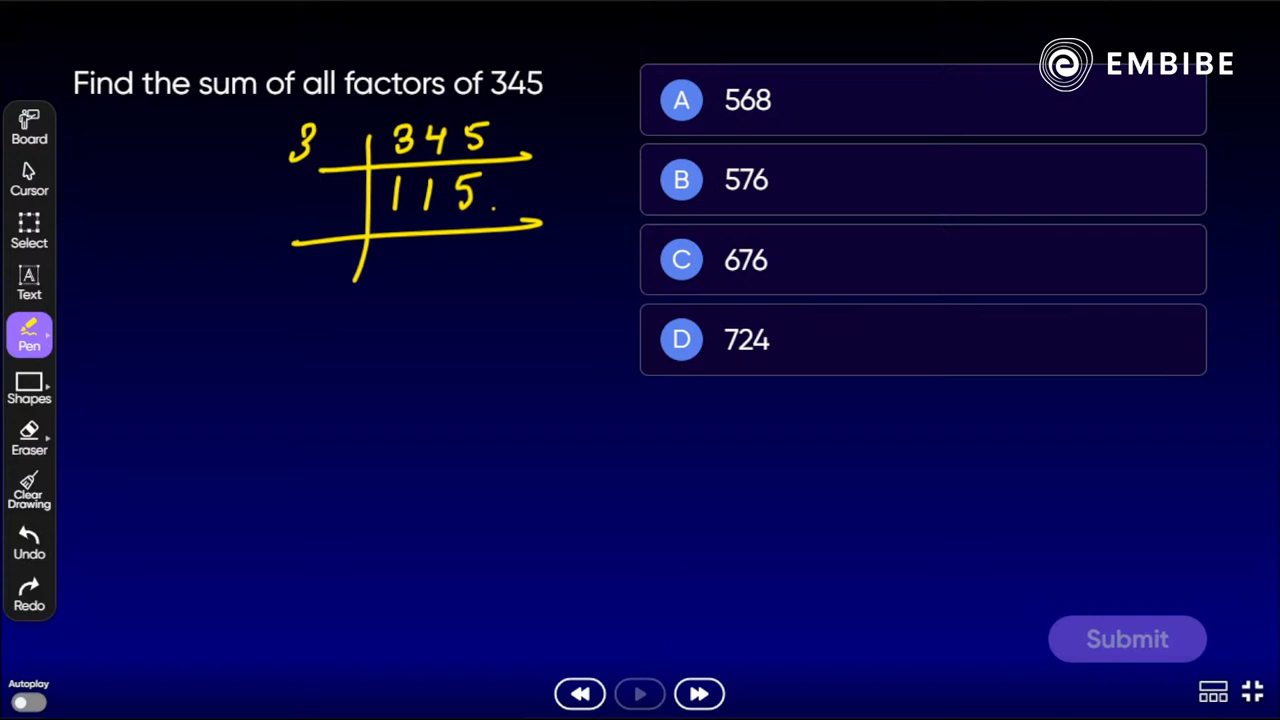 EMBIBE
Find the sum of all factors of 345
3 345
115.
A 568
B 576
C 676
D 724
Board
Cursor
Select
Text
Pen
Shapes
Eraser
Clear
Drawing
Undo
Redo
Submit
Autoplay